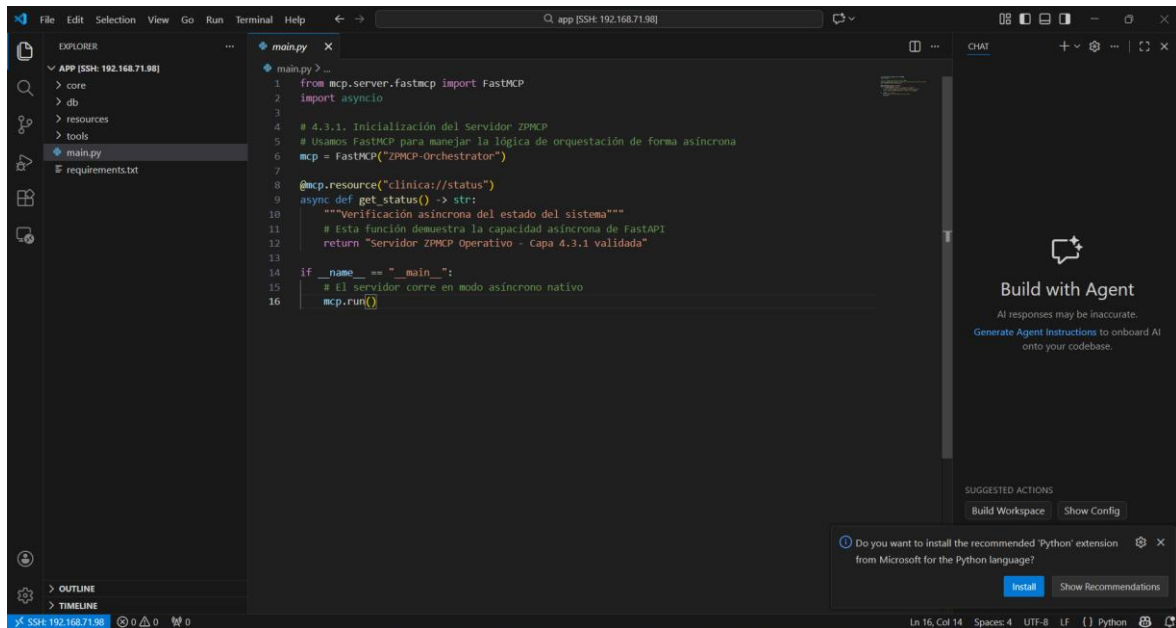 File Edit Selection View Go Run Terminal Help
app [SSH: 192.168.71.98]
EXPLORER
APP [SSH: 192.168.71.98]
core
db
resources
tools
main.py
requirements.txt
main.py
main.py > ...
1 from mcp.server.fastmcp import FastMCP
2 import asyncio
3
4 # 4.3.1. Inicialización del Servidor ZPMCP
5 # Usamos FastMCP para manejar la lógica de orquestación de forma asíncrona
6 mcp = FastMCP("ZPMCP-Orchestrator")
7
8 @mcp.resource("clinica://status")
9 async def get_status() -> str:
10 """Verificación asíncrona del estado del sistema"""
11 # Esta función demuestra la capacidad asíncrona de FastAPI
12 return "Servidor ZPMCP Operativo - Capa 4.3.1 validada"
13
14 if __name__ == "__main__":
15 # El servidor corre en modo asíncrono nativo
16 mcp.run()
CHAT
Build with Agent
AI responses may be inaccurate.
Generate Agent Instructions to onboard AI
onto your codebase.
SUGGESTED ACTIONS
Build Workspace Show Config
Do you want to install the recommended 'Python' extension
from Microsoft for the Python language?
Install Show Recommendations
OUTLINE
TIMELINE
SSH: 192.168.71.98 0 0 0 Ln 16, Col 14 Spaces: 4 UTF-8 LF {} Python